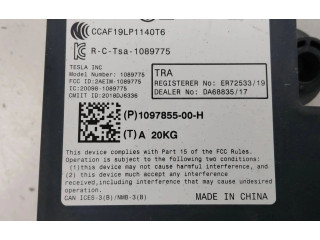 CCAF19LP1140T6
R-C-Tsa-1089775
TESLA INC
Model Number: 1089775
FCC ID: 2AEIM-1089775
IC: 20098-1089775
CMIIT ID: 2018DJ6336
TRA
REGISTERER No: ER72533/19
DEALER No: DA68835/17
(P)1097855-00-H
(T)A 20KG
This device complies with Part 15 of the FCC Rules.
Operation is subject to the following two conditions:
(1) this device may not cause harmful interference, and
(2) this device must accept any interference received,
including interference that may cause undesired
operation.
CAN ICES-3(B)/NMB-3(B)
MADE IN CHINA